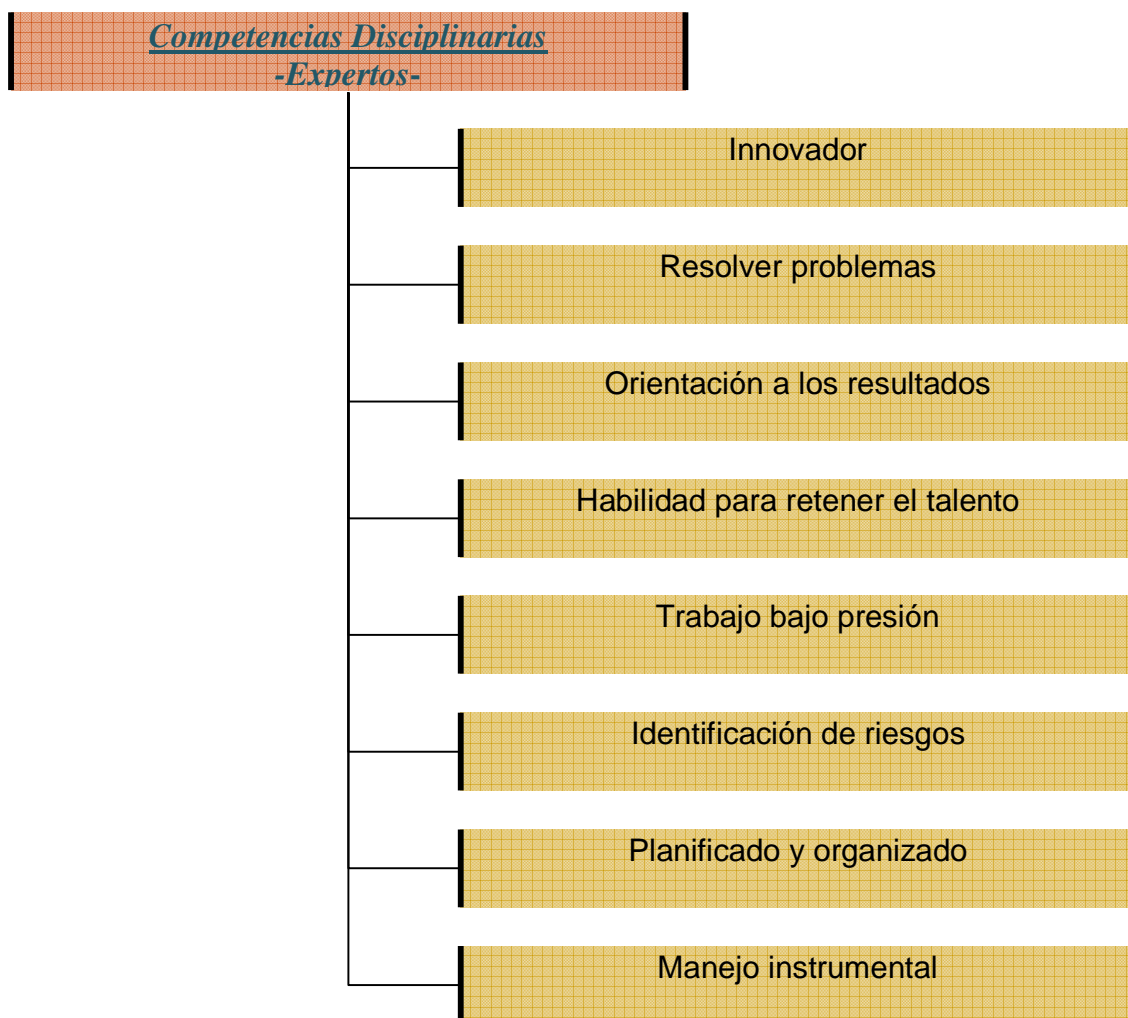 Competencias Disciplinarias
-Expertos-
Innovador
Resolver problemas
Orientación a los resultados
Habilidad para retener el talento
Trabajo bajo presión
Identificación de riesgos
Planificado y organizado
Manejo instrumental